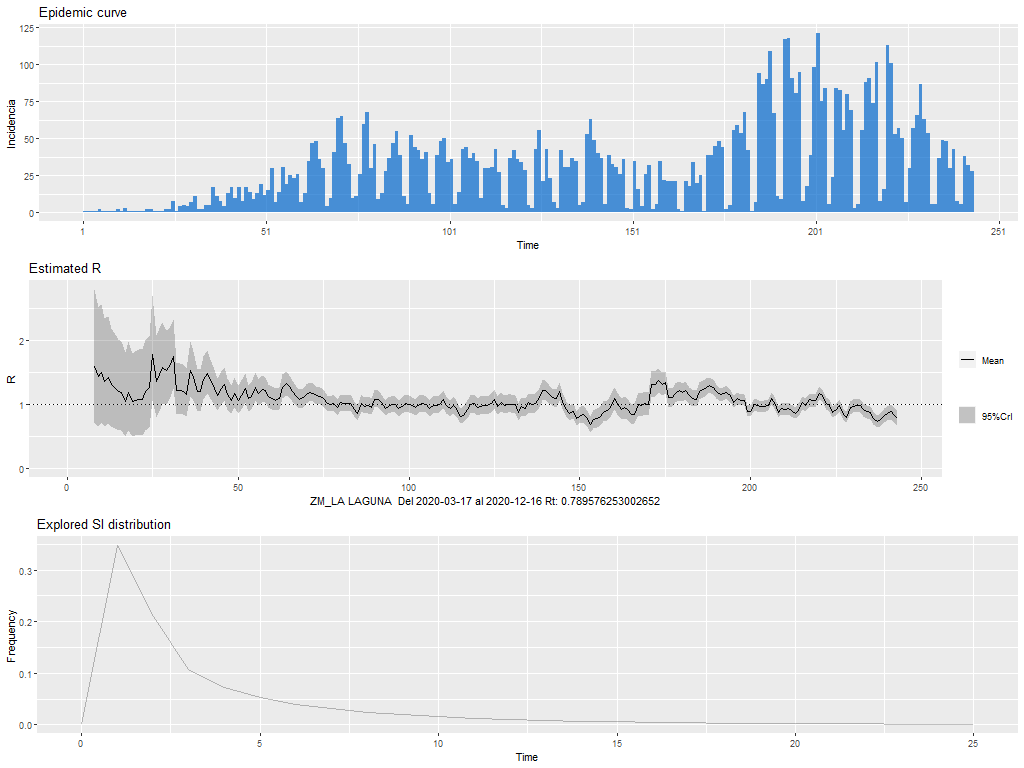 Epidemic curve
125
100
75
50
25
0
Incidencia
1 51 101 151 201 251
Time
Estimated R
2
1
0
R
Mean
95%CrI
0 50 100 150 200 250
ZM_LA LAGUNA Del 2020-03-17 al 2020-12-16 Rt: 0.789576253002652
Explored SI distribution
0.3
0.2
0.1
0.0
Frequency
0 5 10 15 20 25
Time